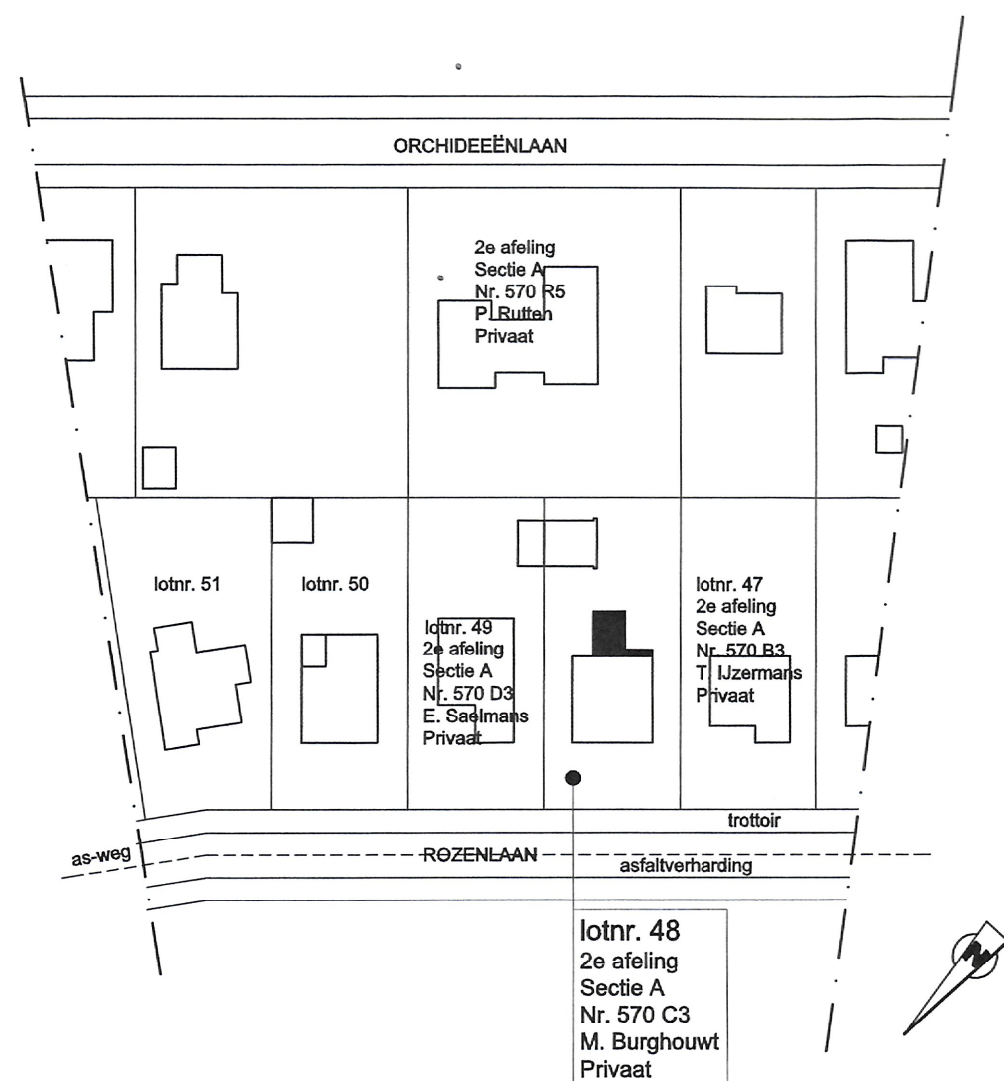 ORCHIDEEËNLAAN
2e afeling
Sectie A
Nr. 570 R5
P. Rutten
Privaat
lotnr. 51
lotnr. 50
lotnr. 49
2e afeling
Sectie A
Nr. 570 D3
E. Saelmans
Privaat
lotnr. 47
2e afeling
Sectie A
Nr. 570 B3
T. IJzermans
Privaat
trottoir
as-weg
ROZENLAAN
asfaltverharding
lotnr. 48
2e afeling
Sectie A
Nr. 570 C3
M. Burghouwt
Privaat
N